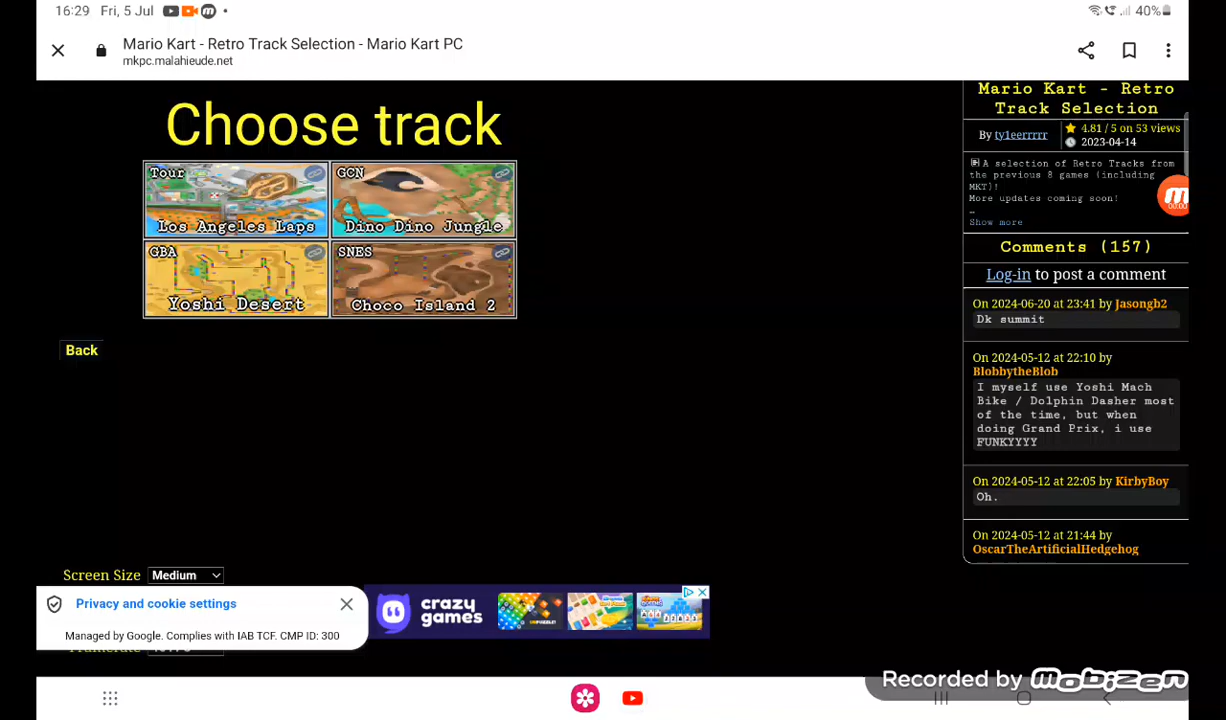 16:29 Fri, 5 Jul
40%
Mario Kart - Retro Track Selection - Mario Kart PC
mkpc.malahieude.net
Choose track
Tour
Los Angeles Laps
GCN
Dino Dino Jungle
GBA
Yoshi Desert
SNES
Choco Island 2
Back
Mario Kart - Retro
Track Selection
By ty1eerrrrr
4.81 / 5 on 53 views
2023-04-14
A selection of Retro Tracks from
the previous 8 games (including
MKT)!
More updates coming soon!
…
Show more
00:00
Comments (157)
Log-in to post a comment
On 2024-06-20 at 23:41 by Jasongb2
Dk summit
On 2024-05-12 at 22:10 by
BlobbytheBlob
I myself use Yoshi Mach
Bike / Dolphin Dasher most
of the time, but when
doing Grand Prix, i use
FUNKYYYY
On 2024-05-12 at 22:05 by KirbyBoy
Oh.
On 2024-05-12 at 21:44 by
OscarTheArtificialHedgehog
Screen Size Medium
Privacy and cookie settings
Managed by Google. Complies with IAB TCF. CMP ID: 300
crazy
games
Recorded by mobizen